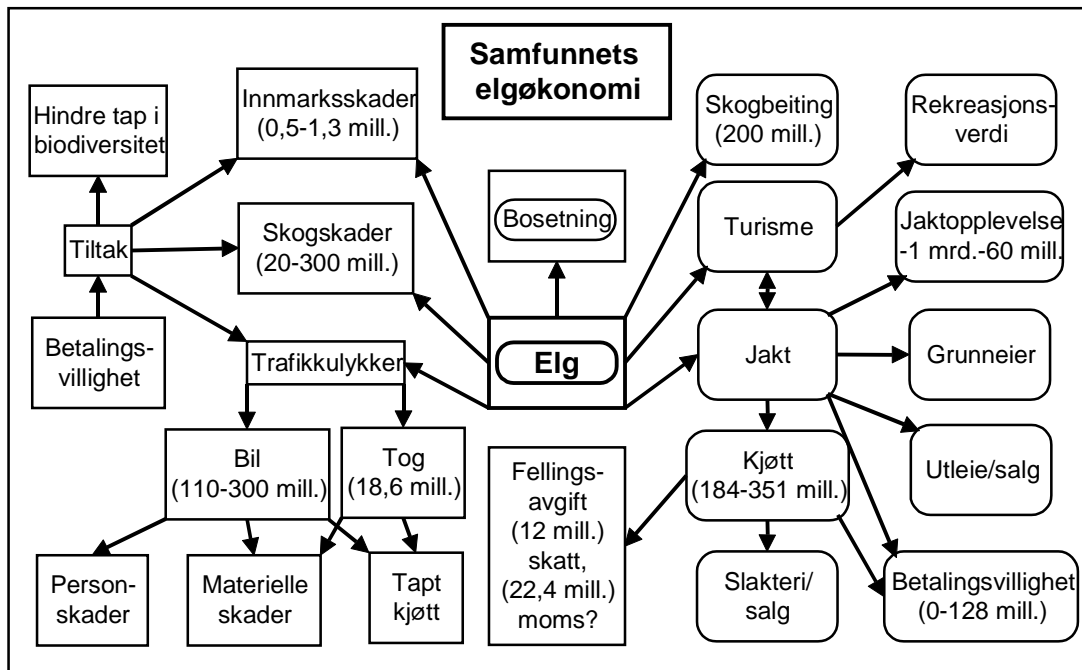 Samfunnets
elgøkonomi
Hindre tap i
biodiversitet
Innmarksskader
(0,5-1,3 mill.)
Skogbeiting
(200 mill.)
Rekreasjons-
verdi
Tiltak
Skogskader
(20-300 mill.)
Bosetning
Turisme
Jaktopplevelse
-1 mrd.-60 mill.
Betalings-
villighet
Trafikkulykker
Elg
Jakt
Grunneier
Bil
(110-300 mill.)
Tog
(18,6 mill.)
Fellings-
avgift
(12 mill.)
skatt,
(22,4 mill.)
moms?
Kjøtt
(184-351 mill.)
Utleie/salg
Person-
skader
Materielle
skader
Tapt
kjøtt
Slakteri/
salg
Betalingsvillighet
(0-128 mill.)